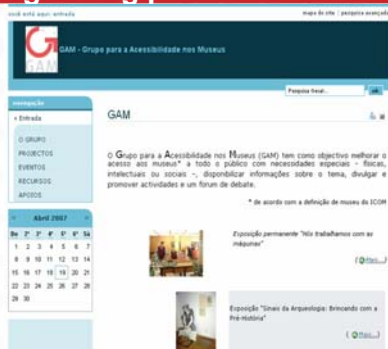 você está aqui: entrada
mapa do site | pesquisa avançada
GAM
GAM - Grupo para a Acessibilidade nos Museus
ok
navegação
» Entrada
O GRUPO
PROJECTOS
EVENTOS
RECURSOS
APOIOS
« Abril 2007 »
Do 2ª 3ª 4ª 5ª 6ª Sá
1 2 3 4 5 6 7
8 9 10 11 12 13 14
15 16 17 18 19 20 21
22 23 24 25 26 27 28
29 30
GAM
O Grupo para a Acessibilidade nos Museus (GAM) tem como objectivo melhorar o
acesso aos museus* a todo o público com necessidades especiais - físicas,
intelectuais ou sociais -, disponibilizar informações sobre o tema, divulgar e
promover actividades e um forum de debate.
* de acordo com a definição de museu do ICOM
Exposição permanente "Nós trabalhamos com as
máquinas"
(Mais...)
Exposição "Sinais da Arqueologia: Brincando com a
Pré-História"
(Mais...)